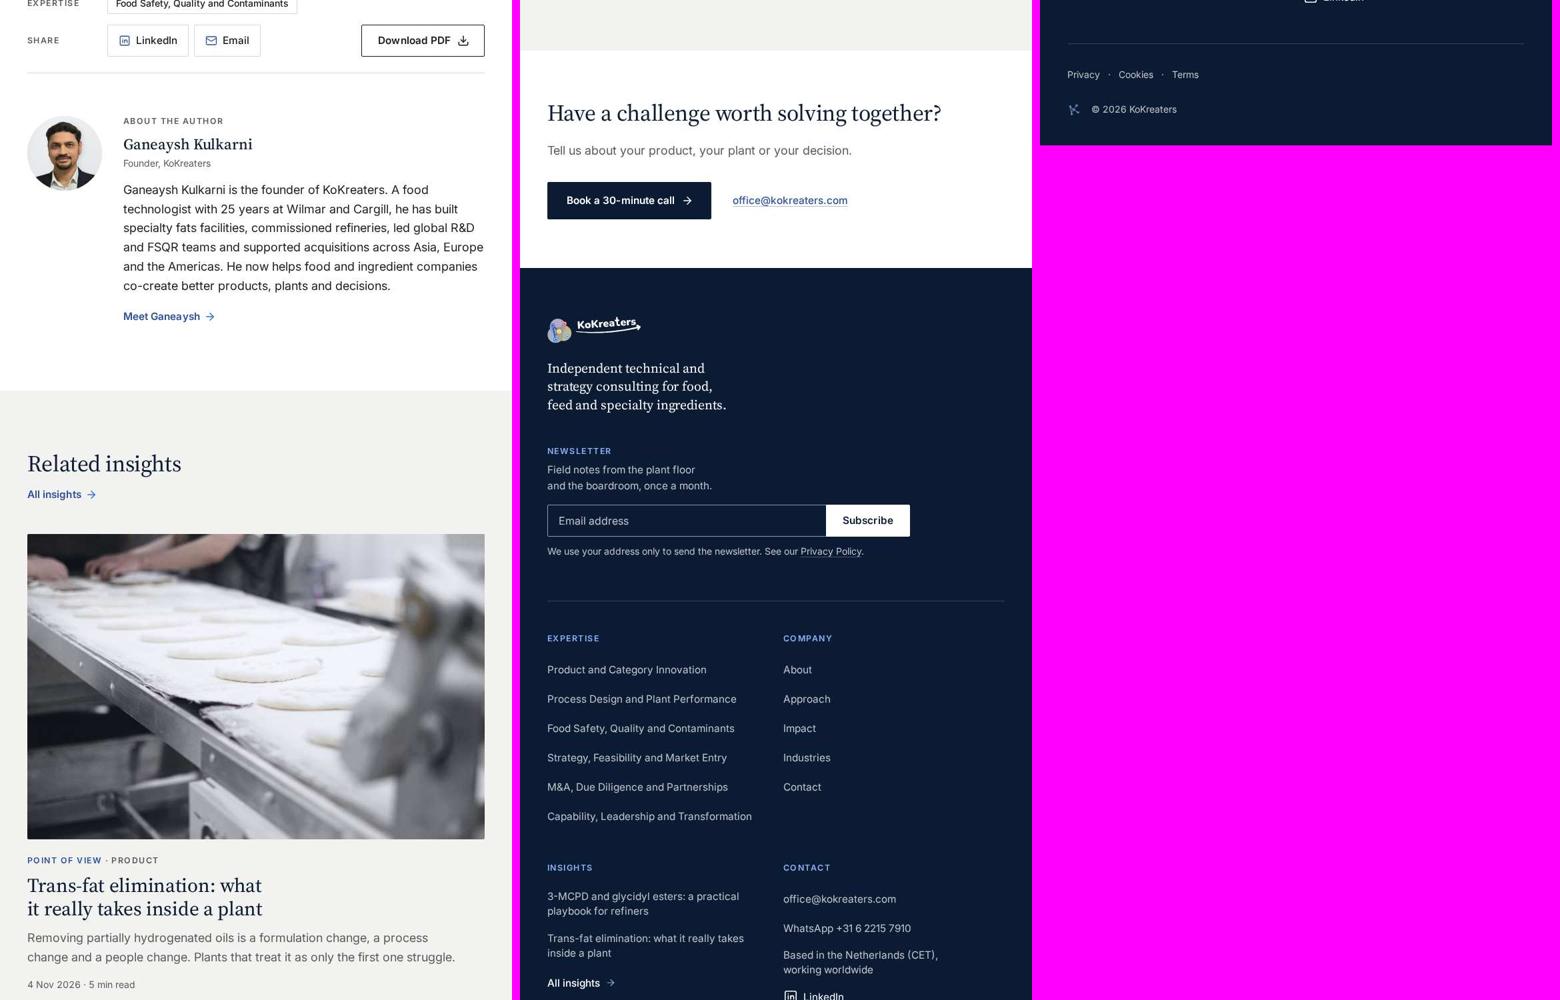 EXPERTISE
Food Safety, Quality and Contaminants
SHARE
LinkedIn
Email
Download PDF
ABOUT THE AUTHOR
Ganeaysh Kulkarni
Founder, KoKreaters
Ganeaysh Kulkarni is the founder of KoKreaters. A food
technologist with 25 years at Wilmar and Cargill, he has built
specialty fats facilities, commissioned refineries, led global R&D
and FSQR teams and supported acquisitions across Asia, Europe
and the Americas. He now helps food and ingredient companies
co-create better products, plants and decisions.
Meet Ganeaysh
Related insights
All insights
POINT OF VIEW · PRODUCT
Trans-fat elimination: what
it really takes inside a plant
Removing partially hydrogenated oils is a formulation change, a process
change and a people change. Plants that treat it as only the first one struggle.
4 Nov 2026 · 5 min read
Have a challenge worth solving together?
Tell us about your product, your plant or your decision.
Book a 30-minute call
office@kokreaters.com
KoKreaters
Independent technical and
strategy consulting for food,
feed and specialty ingredients.
NEWSLETTER
Field notes from the plant floor
and the boardroom, once a month.
Email address
Subscribe
We use your address only to send the newsletter. See our Privacy Policy.
EXPERTISE
Product and Category Innovation
Process Design and Plant Performance
Food Safety, Quality and Contaminants
Strategy, Feasibility and Market Entry
M&A, Due Diligence and Partnerships
Capability, Leadership and Transformation
COMPANY
About
Approach
Impact
Industries
Contact
INSIGHTS
3-MCPD and glycidyl esters: a practical
playbook for refiners
Trans-fat elimination: what it really takes
inside a plant
All insights
CONTACT
office@kokreaters.com
WhatsApp +31 6 2215 7910
Based in the Netherlands (CET),
working worldwide
LinkedIn
Privacy · Cookies · Terms
© 2026 KoKreaters